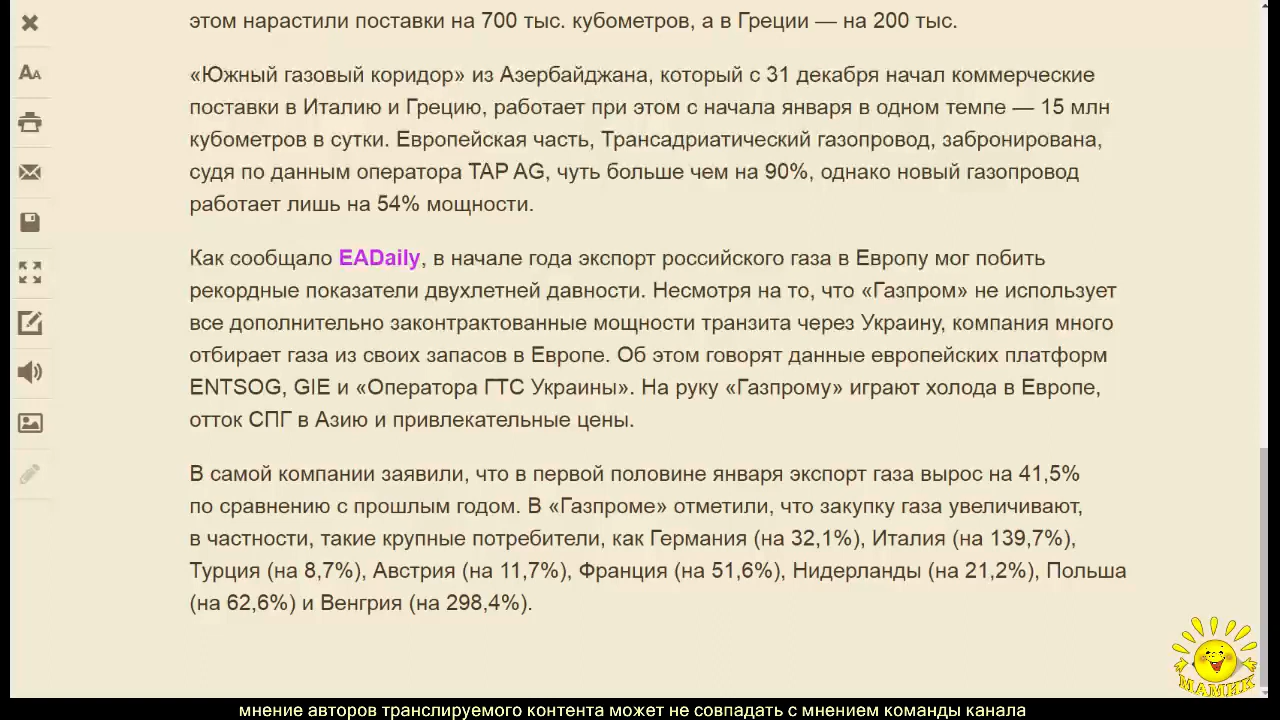 этом нарастили поставки на 700 тыс. кубометров, а в Греции — на 200 тыс.
«Южный газовый коридор» из Азербайджана, который с 31 декабря начал коммерческие
поставки в Италию и Грецию, работает при этом с начала января в одном темпе — 15 млн
кубометров в сутки. Европейская часть, Трансадриатический газопровод, забронирована,
судя по данным оператора TAP AG, чуть больше чем на 90%, однако новый газопровод
работает лишь на 54% мощности.
Как сообщало EADaily, в начале года экспорт российского газа в Европу мог побить
рекордные показатели двухлетней давности. Несмотря на то, что «Газпром» не использует
все дополнительно законтрактованные мощности транзита через Украину, компания много
отбирает газа из своих запасов в Европе. Об этом говорят данные европейских платформ
ENTSOG, GIE и «Оператора ГТС Украины». На руку «Газпрому» играют холода в Европе,
отток СПГ в Азию и привлекательные цены.
В самой компании заявили, что в первой половине января экспорт газа вырос на 41,5%
по сравнению с прошлым годом. В «Газпроме» отметили, что закупку газа увеличивают,
в частности, такие крупные потребители, как Германия (на 32,1%), Италия (на 139,7%),
Турция (на 8,7%), Австрия (на 11,7%), Франция (на 51,6%), Нидерланды (на 21,2%), Польша
(на 62,6%) и Венгрия (на 298,4%).
МАМИК
мнение авторов транслируемого контента может не совпадать с мнением команды канала